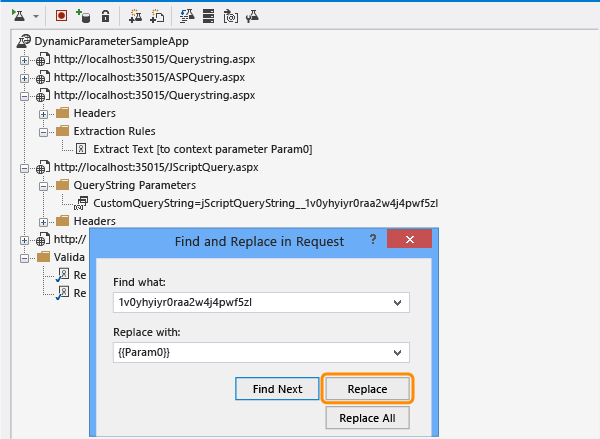 DynamicParameterSampleApp
http://localhost:35015/Querystring.aspx
http://localhost:35015/ASPQuery.aspx
http://localhost:35015/Querystring.aspx
Headers
Extraction Rules
Extract Text [to context parameter Param0]
http://localhost:35015/JScriptQuery.aspx
QueryString Parameters
CustomQueryString=jScriptQueryString__1v0yhyiyr0raa2w4j4pwf5zl
Headers
http://
Valida
Re
Re
Find and Replace in Request
?
Find what:
1v0yhyiyr0raa2w4j4pwf5zl
Replace with:
{{Param0}}
Find Next Replace
Replace All